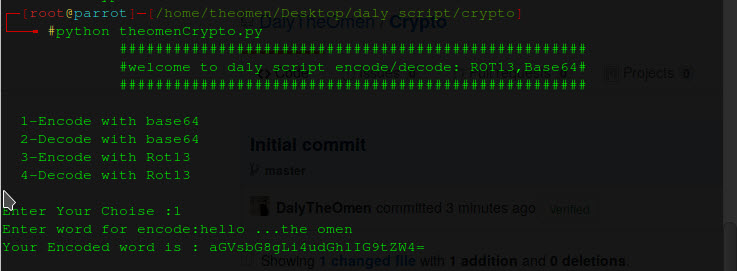 [root@parrot]-[/home/theomen/Desktop/daly_script/crypto]
DalyTheOmen / Crypto
#python theomenCrypto.py
####################################################
#welcome to daly script encode/decode: ROT13,Base64#
Projects 0
####################################################
1-Encode with base64
2-Decode with base64
3-Encode with Rot13
4-Decode with Rot13
Initial commit
master
DalyTheOmen committed 3 minutes ago Verified
Enter Your Choise :1
Enter word for encode:hello ...the omen
Your Encoded word is : aGVsbG8gLi4udGhlIG9tZW4=
Showing 1 changed file with 1 addition and 0 deletions.